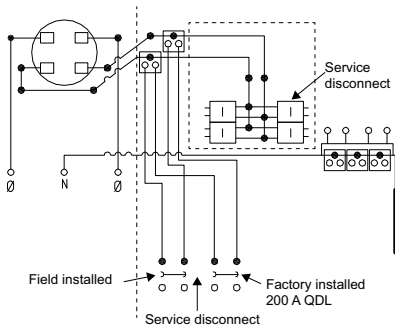 Service
disconnect
Ø
N
Ø
Field installed
Factory installed
200 A QDL
Service disconnect